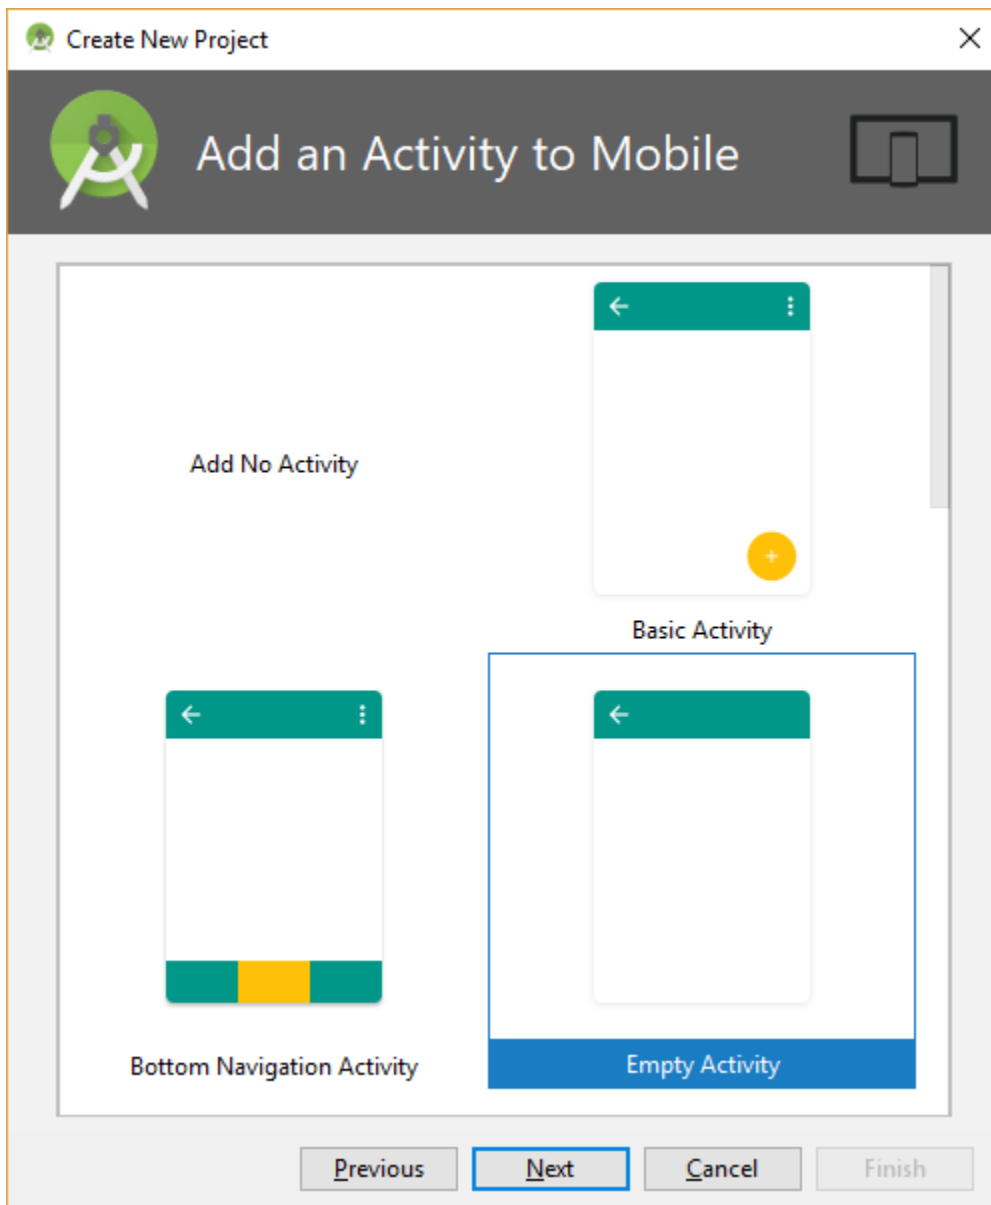 Create New Project
Add an Activity to Mobile
Add No Activity
Basic Activity
Bottom Navigation Activity
Empty Activity
Previous
Next
Cancel
Finish